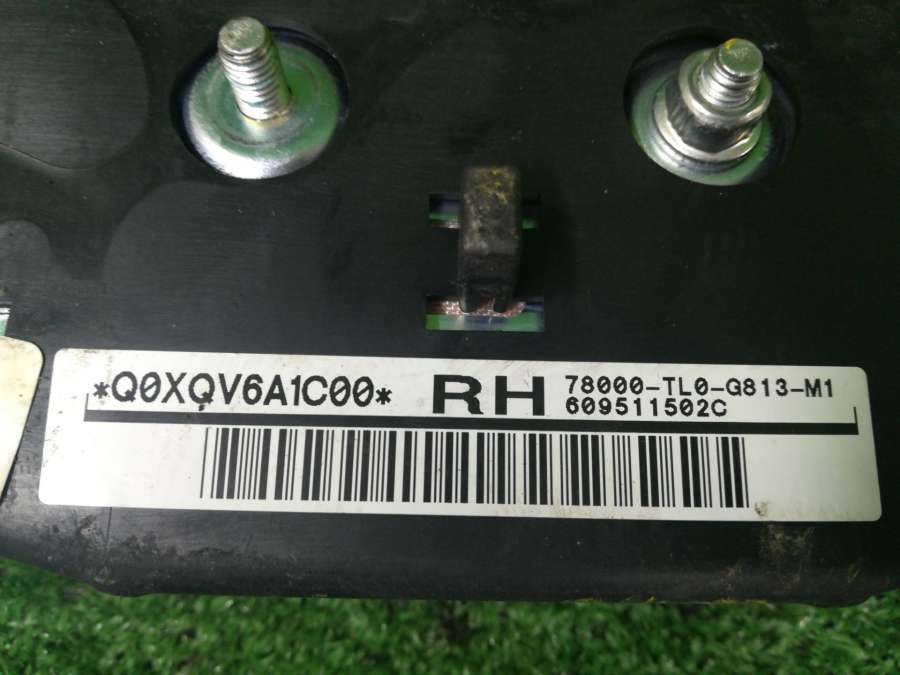 *Q0XQV6A1C00* RH 78000-TL0-G813-M1
609511502C